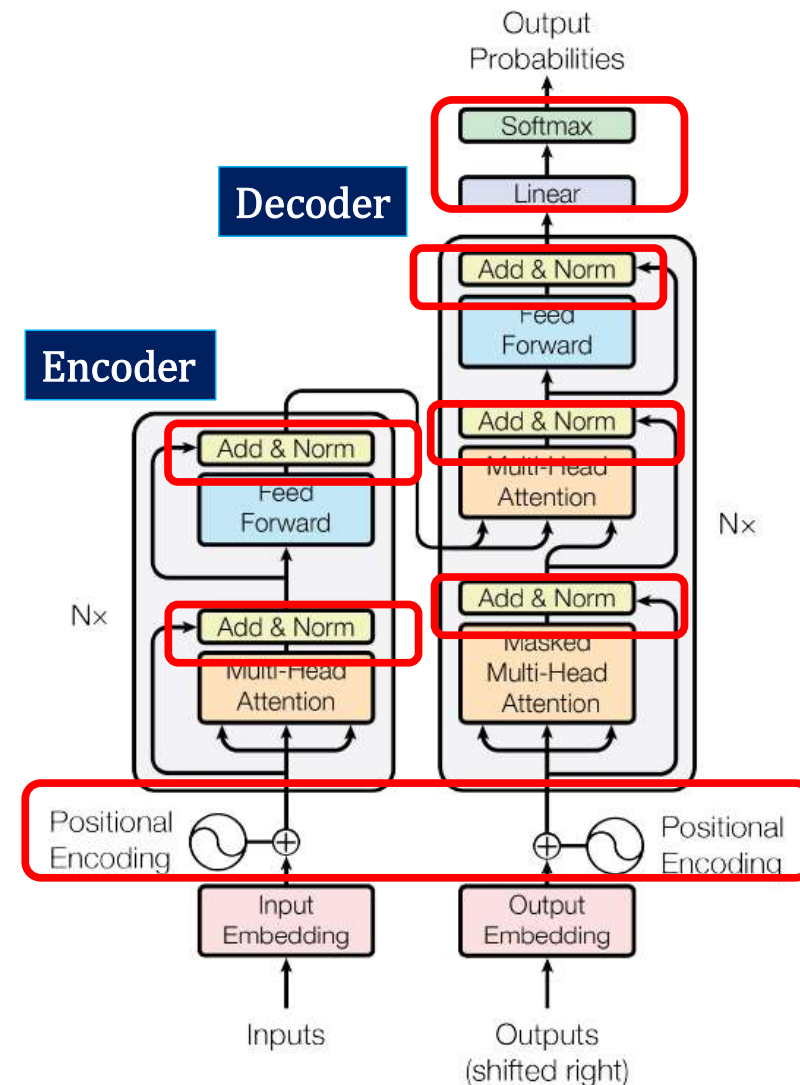 Output
Probabilities
Softmax
Linear
Decoder
Add & Norm
Feed
Forward
Add & Norm
Multi-Head
Attention
Nx
Add & Norm
Masked
Multi-Head
Attention
Encoder
Add & Norm
Feed
Forward
Nx
Add & Norm
Multi-Head
Attention
Positional
Encoding
Positional
Encoding
Input
Embedding
Output
Embedding
Inputs
Outputs
(shifted right)